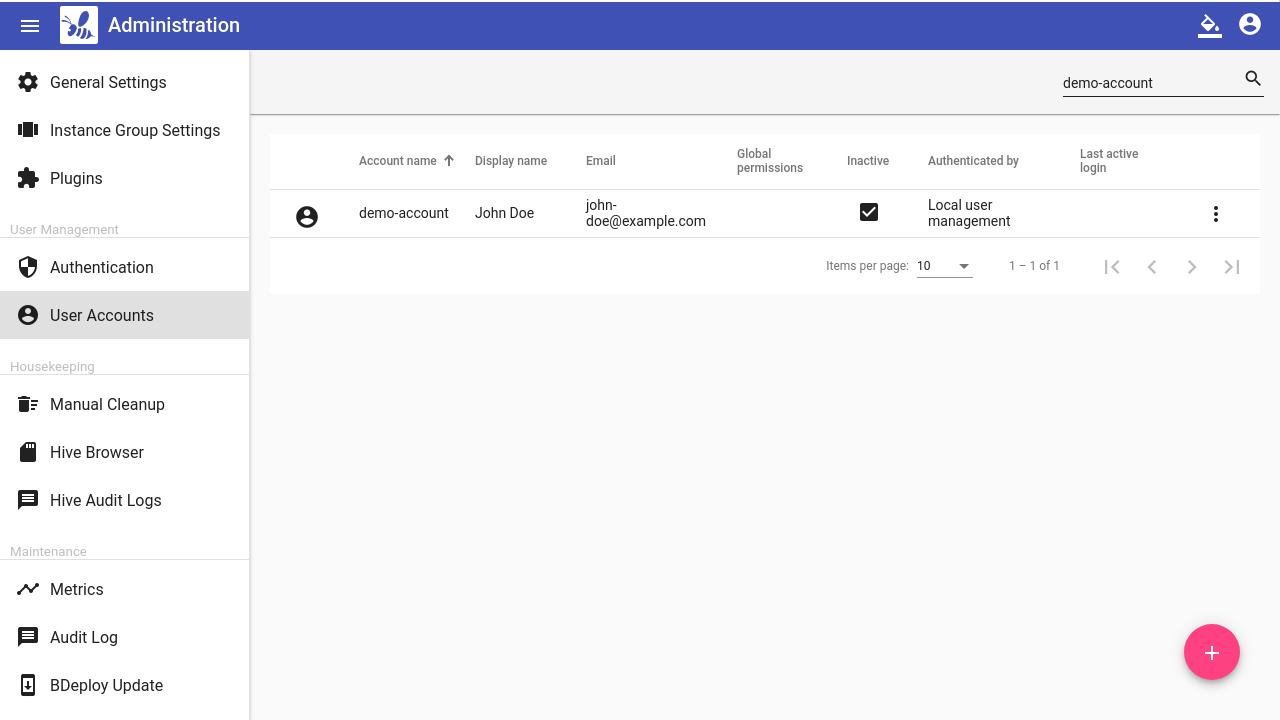 Administration
General Settings
Instance Group Settings
Plugins
User Management
Authentication
User Accounts
Housekeeping
Manual Cleanup
Hive Browser
Hive Audit Logs
Maintenance
Metrics
Audit Log
BDeploy Update
demo-account
Account name
Display name
Email
Global
permissions
Inactive
Authenticated by
Last active
login
demo-account
John Doe
john-
doe@example.com
Local user
management
Items per page:
10
1 – 1 of 1